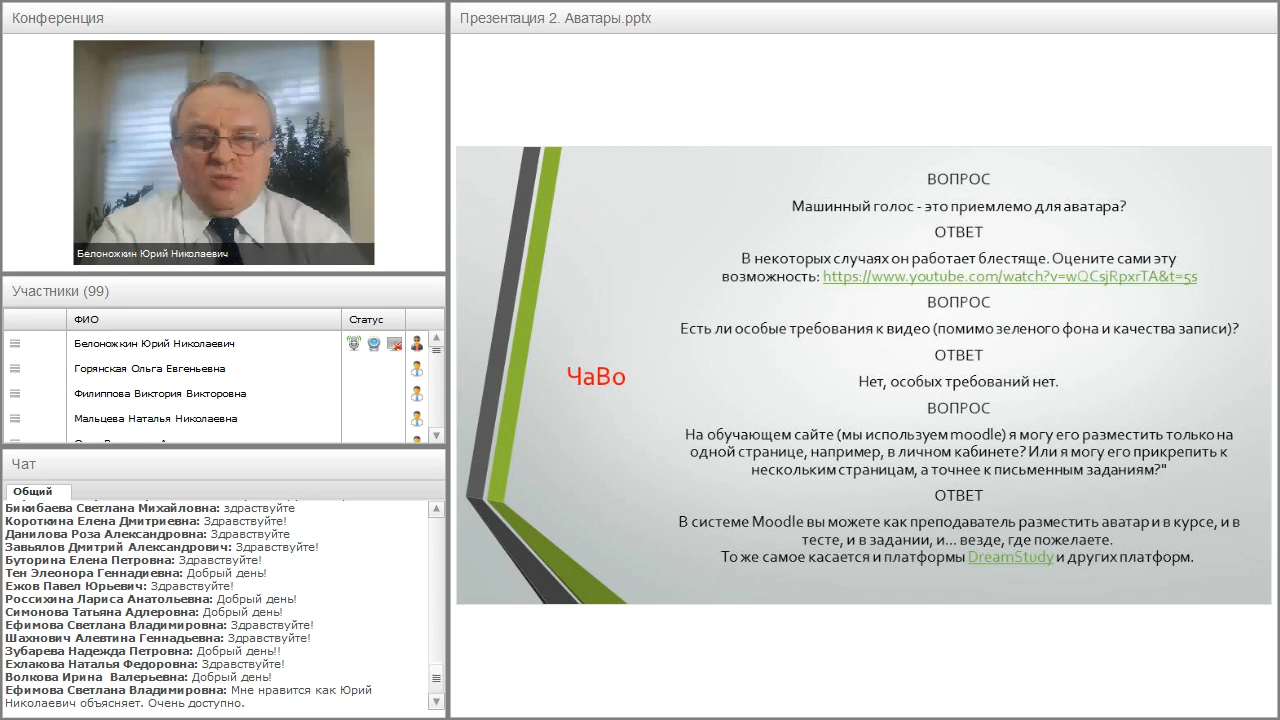 Конференция
Белоножкин Юрий Николаевич
Участники (99)
ФИО
Статус
Белоножкин Юрий Николаевич
Горянская Ольга Евгеньевна
Филиппова Виктория Викторовна
Мальцева Наталья Николаевна
Чат
Общий
Бикибаева Светлана Михайловна: здраствуйте
Короткина Елена Дмитриевна: Здравствуйте!
Данилова Роза Александровна: Здравствуйте
Завьялов Дмитрий Александрович: Здравствуйте!
Буторина Елена Петровна: Здравствуйте!
Тен Элеонора Геннадиевна: Добрый день!
Ежов Павел Юрьевич: Здравствуйте!
Россихина Лариса Анатольевна: Добрый день!
Симонова Татьяна Адлеровна: Добрый день!
Ефимова Светлана Владимировна: Здравствуйте!
Шахнович Алевтина Геннадьевна: Здравствуйте!
Зубарева Надежда Петровна: Добрый день!!
Ехлакова Наталья Федоровна: Здравствуйте!
Волкова Ирина Валерьевна: Добрый день!
Ефимова Светлана Владимировна: Мне нравится как Юрий
Николаевич объясняет. Очень доступно.
Презентация 2. Аватары.pptx
ЧаВо
ВОПРОС
Машинный голос - это приемлемо для аватара?
ОТВЕТ
В некоторых случаях он работает блестяще. Оцените сами эту
возможность: https://www.youtube.com/watch?v=wQCsjRpxrTA&t=5s
ВОПРОС
Есть ли особые требования к видео (помимо зеленого фона и качества записи)?
ОТВЕТ
Нет, особых требований нет.
ВОПРОС
На обучающем сайте (мы используем moodle) я могу его разместить только на
одной странице, например, в личном кабинете? Или я могу его прикрепить к
нескольким страницам, а точнее к письменным заданиям?"
ОТВЕТ
В системе Moodle вы можете как преподаватель разместить аватар и в курсе, и в
тесте, и в задании, и... везде, где пожелаете.
То же самое касается и платформы DreamStudy и других платформ.